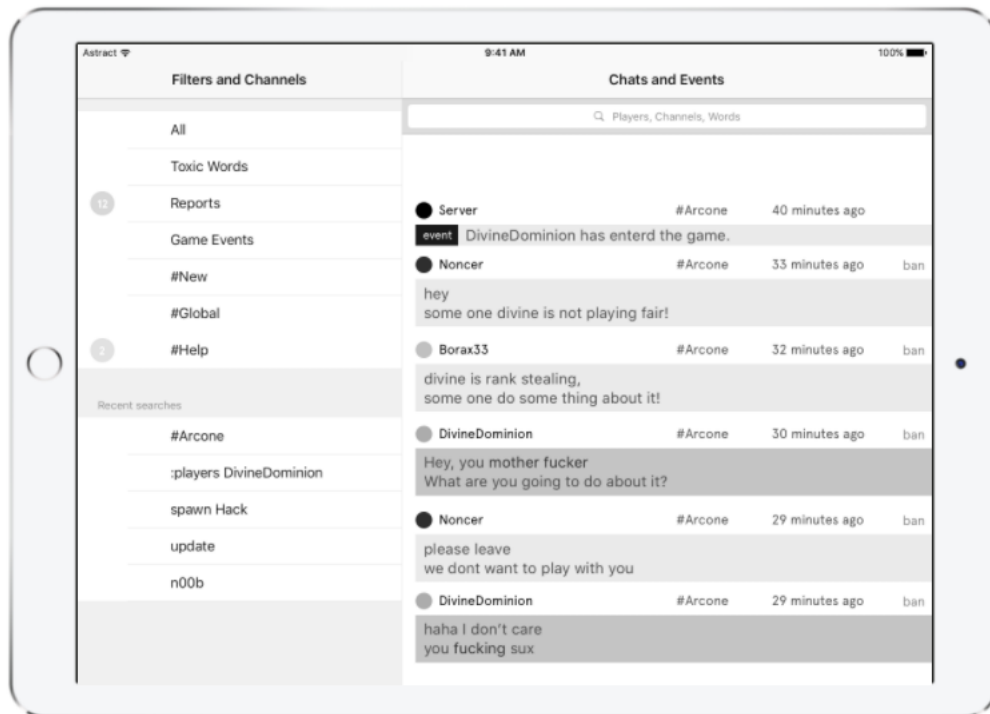 Astract
9:41 AM
100%
Filters and Channels
Chats and Events
Players, Channels, Words
All
Toxic Words
12
Reports
Game Events
#New
#Global
2
#Help
Recent searches
#Arcone
:players DivineDominion
spawn Hack
update
n00b
Server #Arcone 40 minutes ago
event DivineDominion has enterd the game.
Noncer #Arcone 33 minutes ago ban
hey
some one divine is not playing fair!
Borax33 #Arcone 32 minutes ago ban
divine is rank stealing,
some one do some thing about it!
DivineDominion #Arcone 30 minutes ago ban
Hey, you mother fucker
What are you going to do about it?
Noncer #Arcone 29 minutes ago ban
please leave
we dont want to play with you
DivineDominion #Arcone 29 minutes ago ban
haha I don't care
you fucking sux